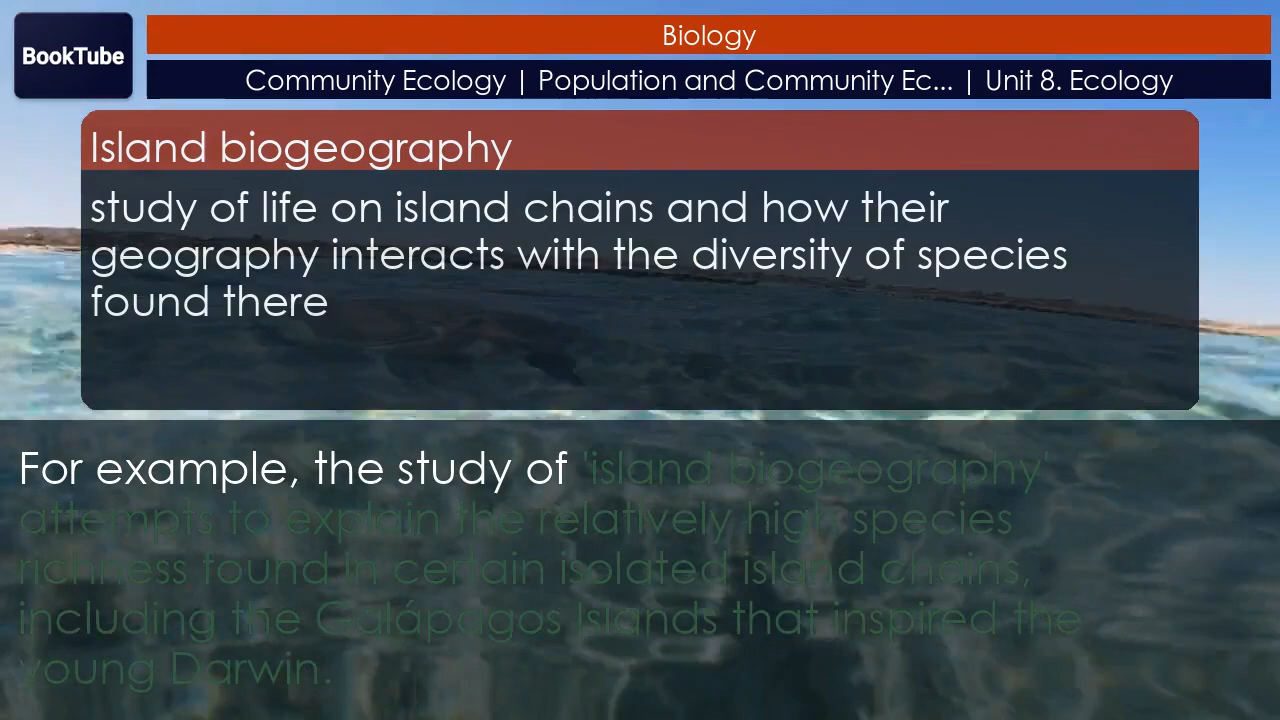 BookTube
Biology
Community Ecology | Population and Community Ec... | Unit 8. Ecology
Island biogeography
study of life on island chains and how their
geography interacts with the diversity of species
found there
For example, the study of 'island biogeography'
attempts to explain the relatively high species
richness found in certain isolated island chains,
including the Galápagos Islands that inspired the
young Darwin.